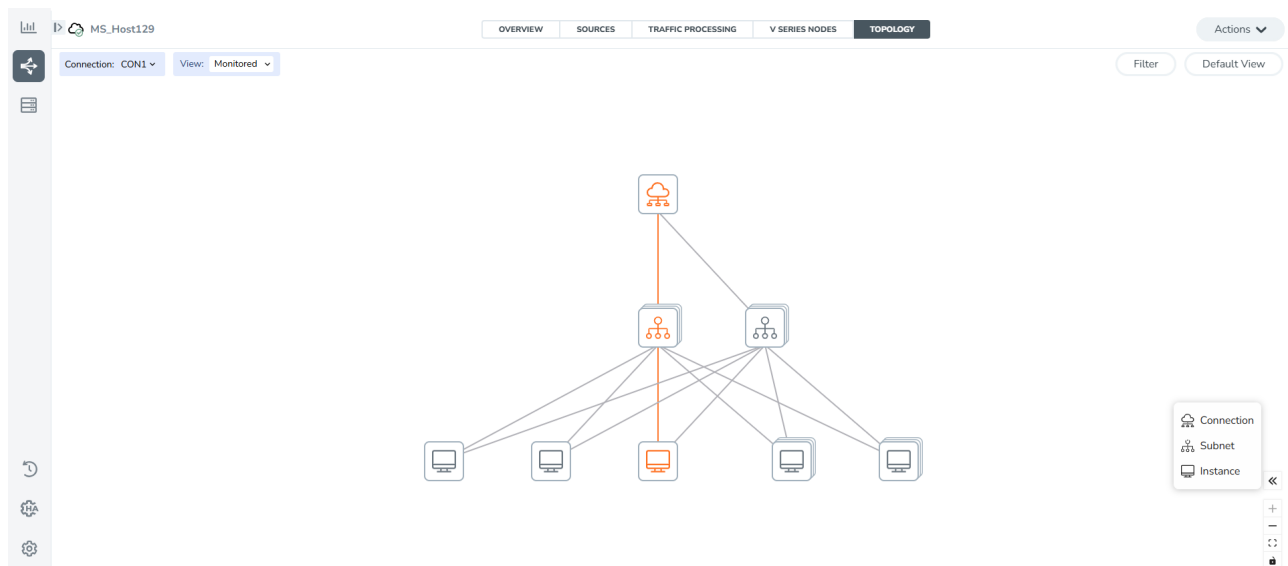 MS_Host129
OVERVIEW SOURCES TRAFFIC PROCESSING V SERIES NODES TOPOLOGY
Actions
Connection: CON1 View: Monitored
Filter Default View
Connection
Subnet
Instance
HA